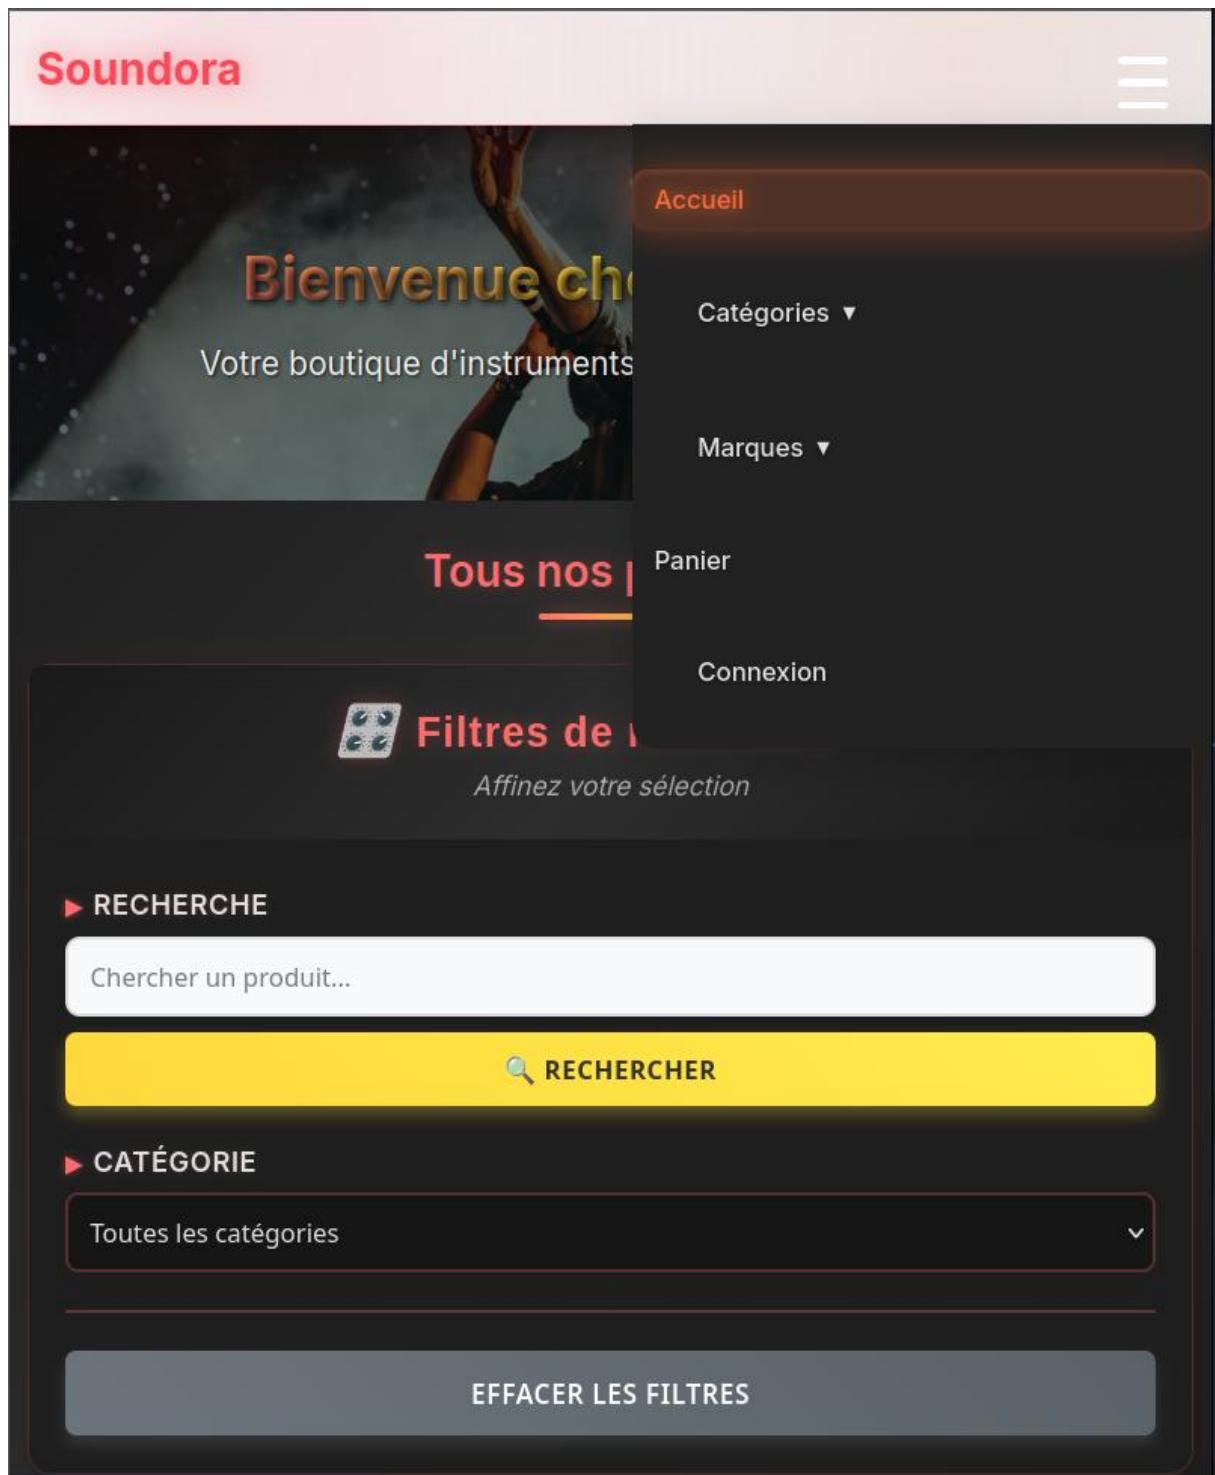 Soundora
Accueil
Catégories ▼
Marques ▼
Panier
Connexion
Bienvenue
Votre boutique d'instruments
Tous nos
Filtres de
Affinez votre sélection
▶ RECHERCHE
Chercher un produit...
RECHERCHER
▶ CATÉGORIE
Toutes les catégories
EFFACER LES FILTRES